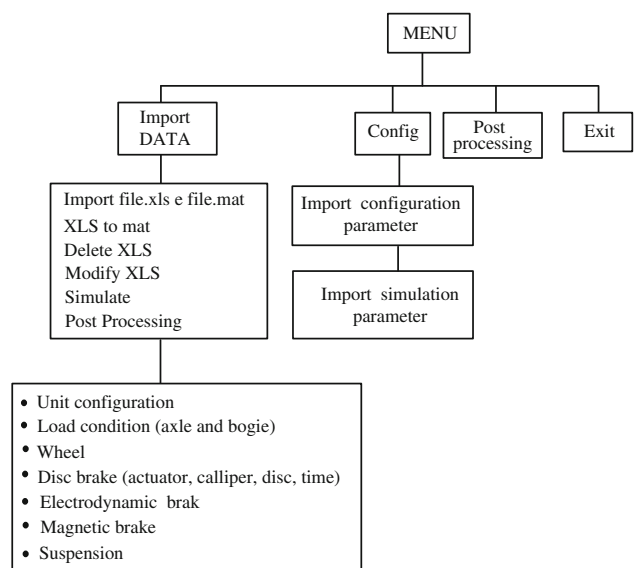 MENU
Import
DATA
Config
Post
processing
Exit
Import file.xls e file.mat
XLS to mat
Delete XLS
Modify XLS
Simulate
Post Processing
Import configuration
parameter
Import simulation
parameter
• Unit configuration
• Load condition (axle and bogie)
• Wheel
• Disc brake (actuator, calliper, disc, time)
• Electrodynamic brak
• Magnetic brake
• Suspension